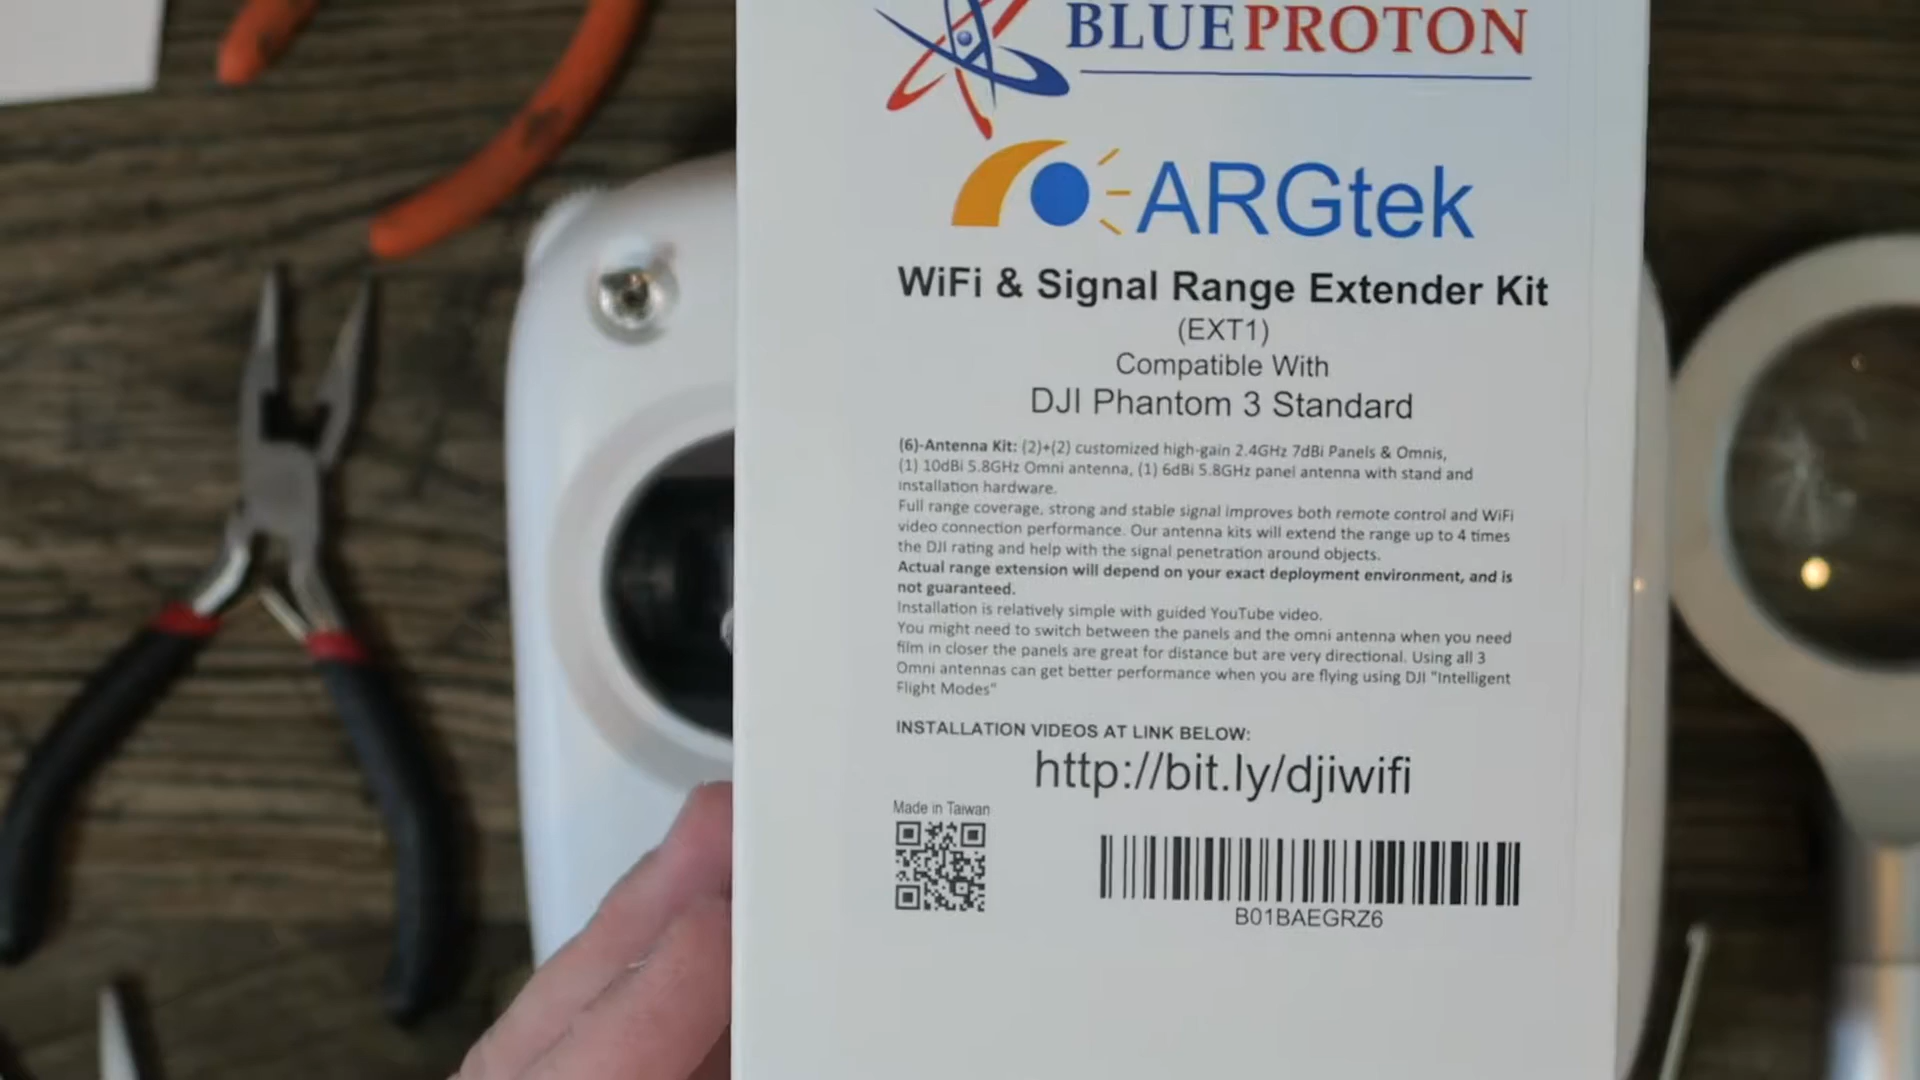 BLUEPROTON
ARGtek
WiFi & Signal Range Extender Kit
(EXT1)
Compatible With
DJI Phantom 3 Standard
(6)-Antenna Kit: (2)+(2) customized high-gain 2.4GHz 7dBi Panels & Omnis,
(1) 10dBi 5.8GHz Omni antenna, (1) 6dBi 5.8GHz panel antenna with stand and
installation hardware.
Full range coverage, strong and stable signal improves both remote control and WiFi
video connection performance. Our antenna kits will extend the range up to 4 times
the DJI rating and help with the signal penetration around objects.
Actual range extension will depend on your exact deployment environment, and is
not guaranteed.
Installation is relatively simple with guided YouTube video.
You might need to switch between the panels and the omni antenna when you need
film in closer the panels are great for distance but are very directional. Using all 3
Omni antennas can get better performance when you are flying using DJI "Intelligent
Flight Modes"
INSTALLATION VIDEOS AT LINK BELOW:
http://bit.ly/djiwifi
Made in Taiwan
B01BAEGRZ6